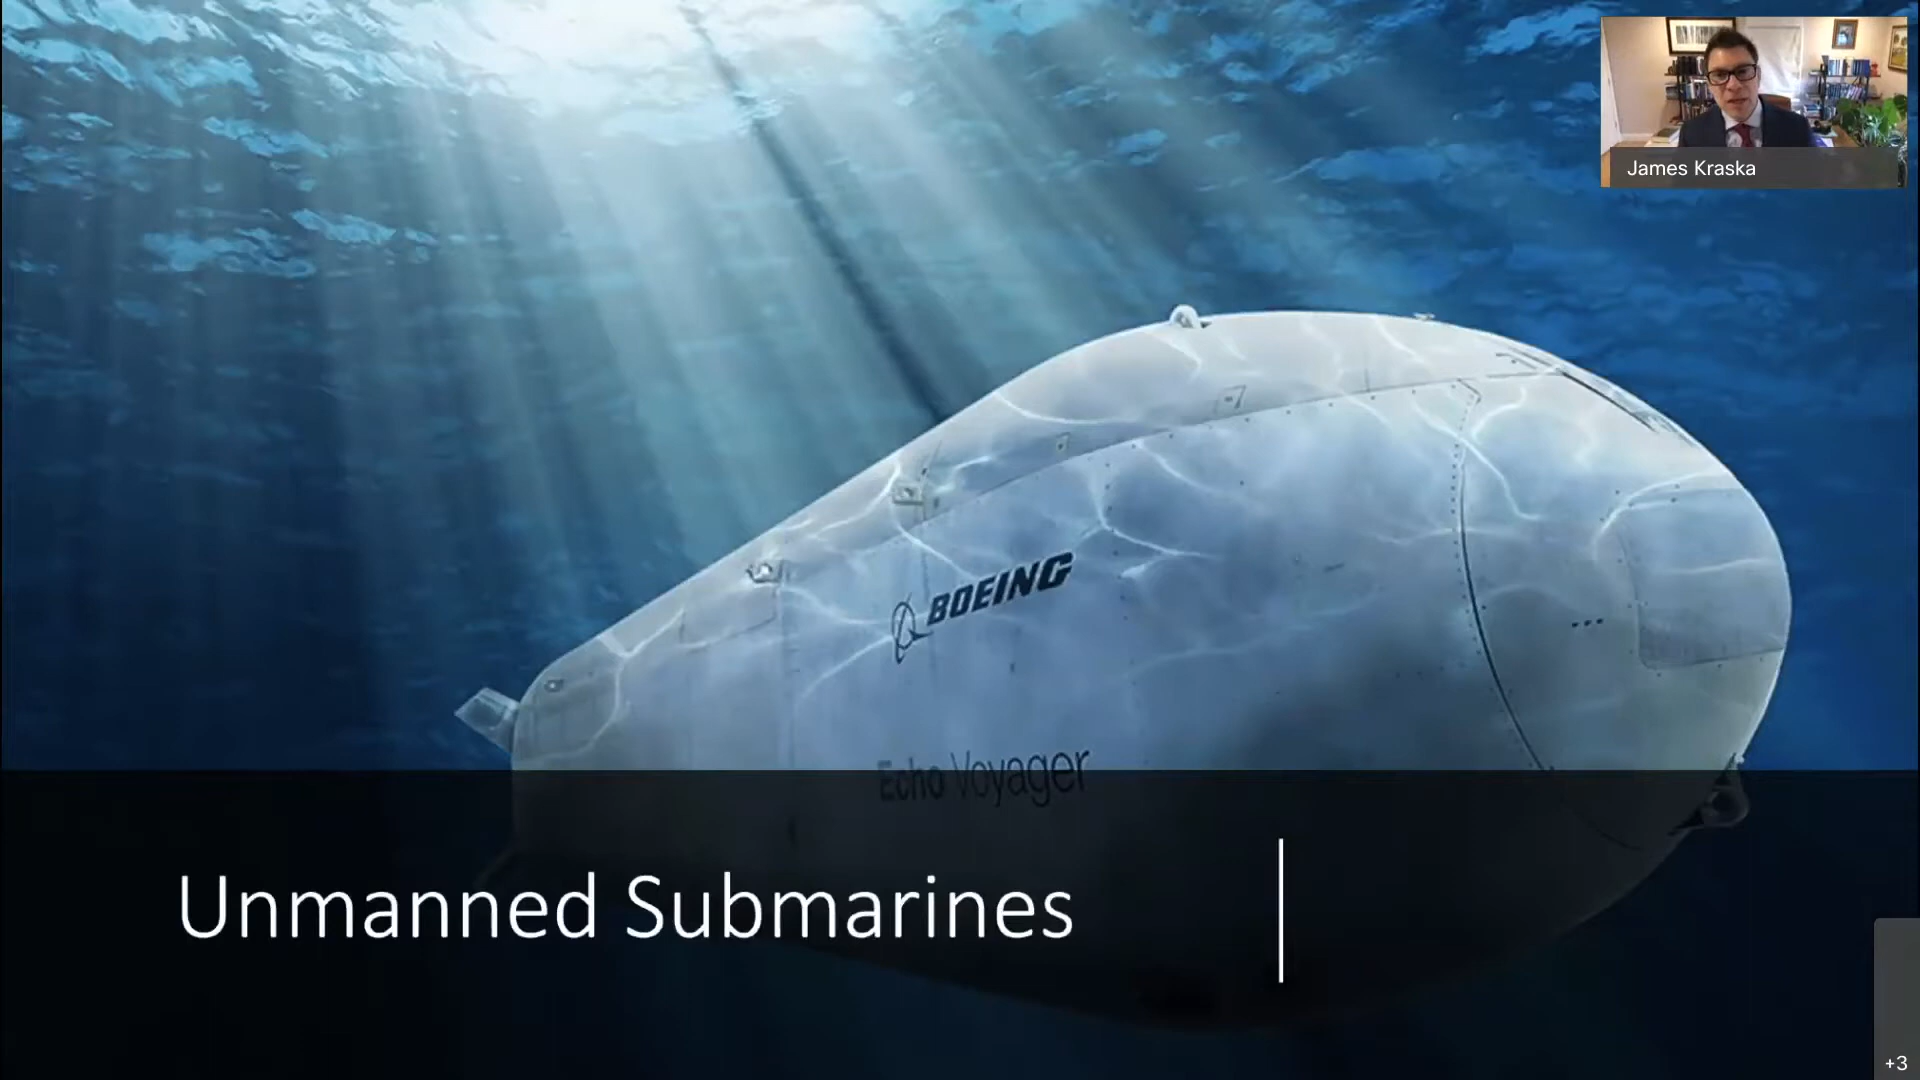 James Kraska
BOEING
Echo Voyager
Unmanned Submarines
+3